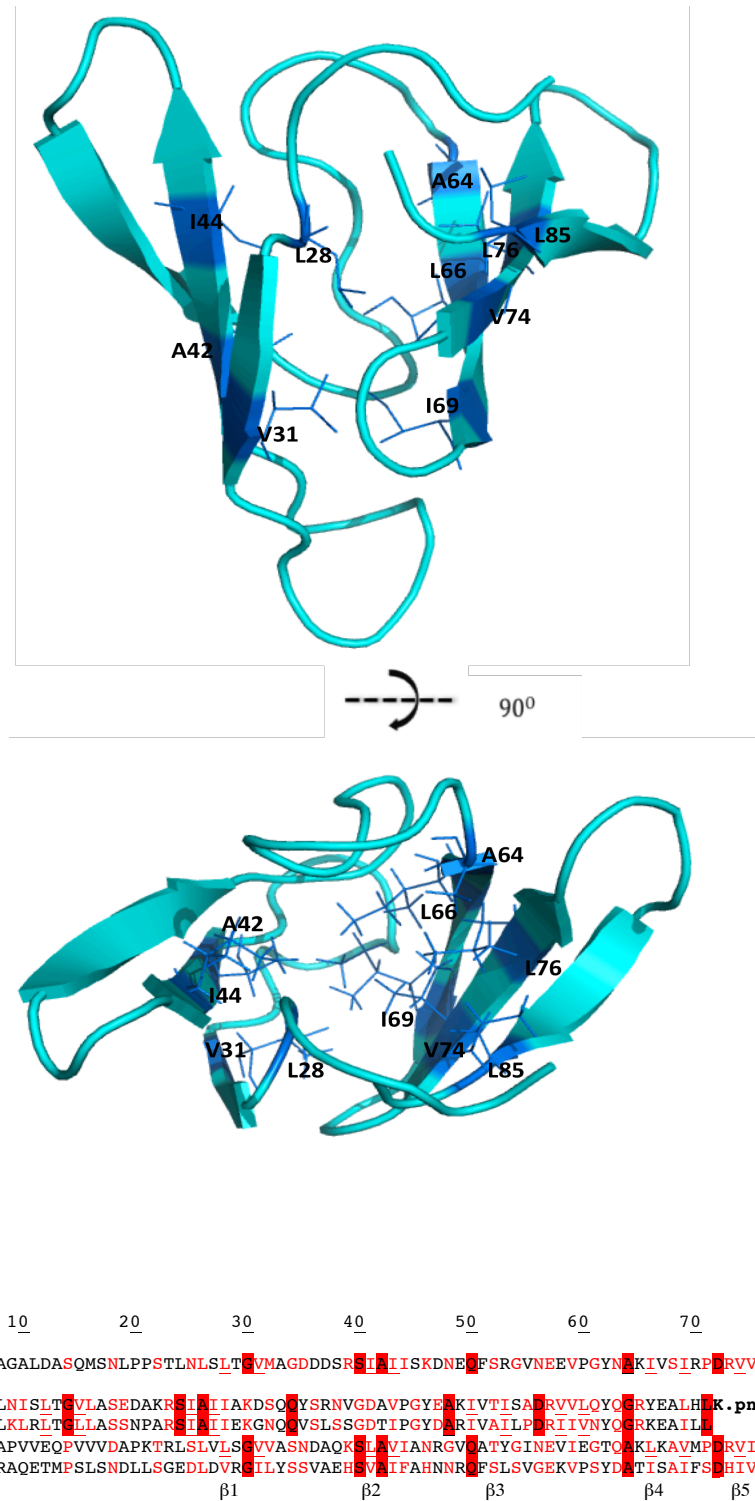 A64
I44
L85
L28
L76
L66
V74
A42
I69
V31
90⁰
A64
L66
A42
L76
I44
I69
V31 V74
L28 L85
10 20 30 40 50 60 70
AGALDASQMSNLPPSTLNLSLTGVMAGDDDSRSIAIISKDNEQFSRGVNEEVPGYNAKIVSIRPDRVV
LNISLTGVLASEDAKRSIAIIAKDSQQYSRNVGDAVPGYEAKIVTISADRVVLQYQGRYEALHLK.pn
LKLRLTGLLASSNPARSIAIIEKGNQQVSLSSGDTIPGYDARIVAILPDRIIVNYQGRKEAILL
APVVEQPVVVDAPKTRLSLVLSGVVASNDAQKSLAVIANRGVQATYGINEVIEGTQAKLKAVMPDRVI
RAQETMPSLSNDLLSGEDLDVRGILYSSVAEHSVAIFAHNNRQFSLSVGEKVPSYDATISAIFSDHIV
β1 β2 β3 β4 β5